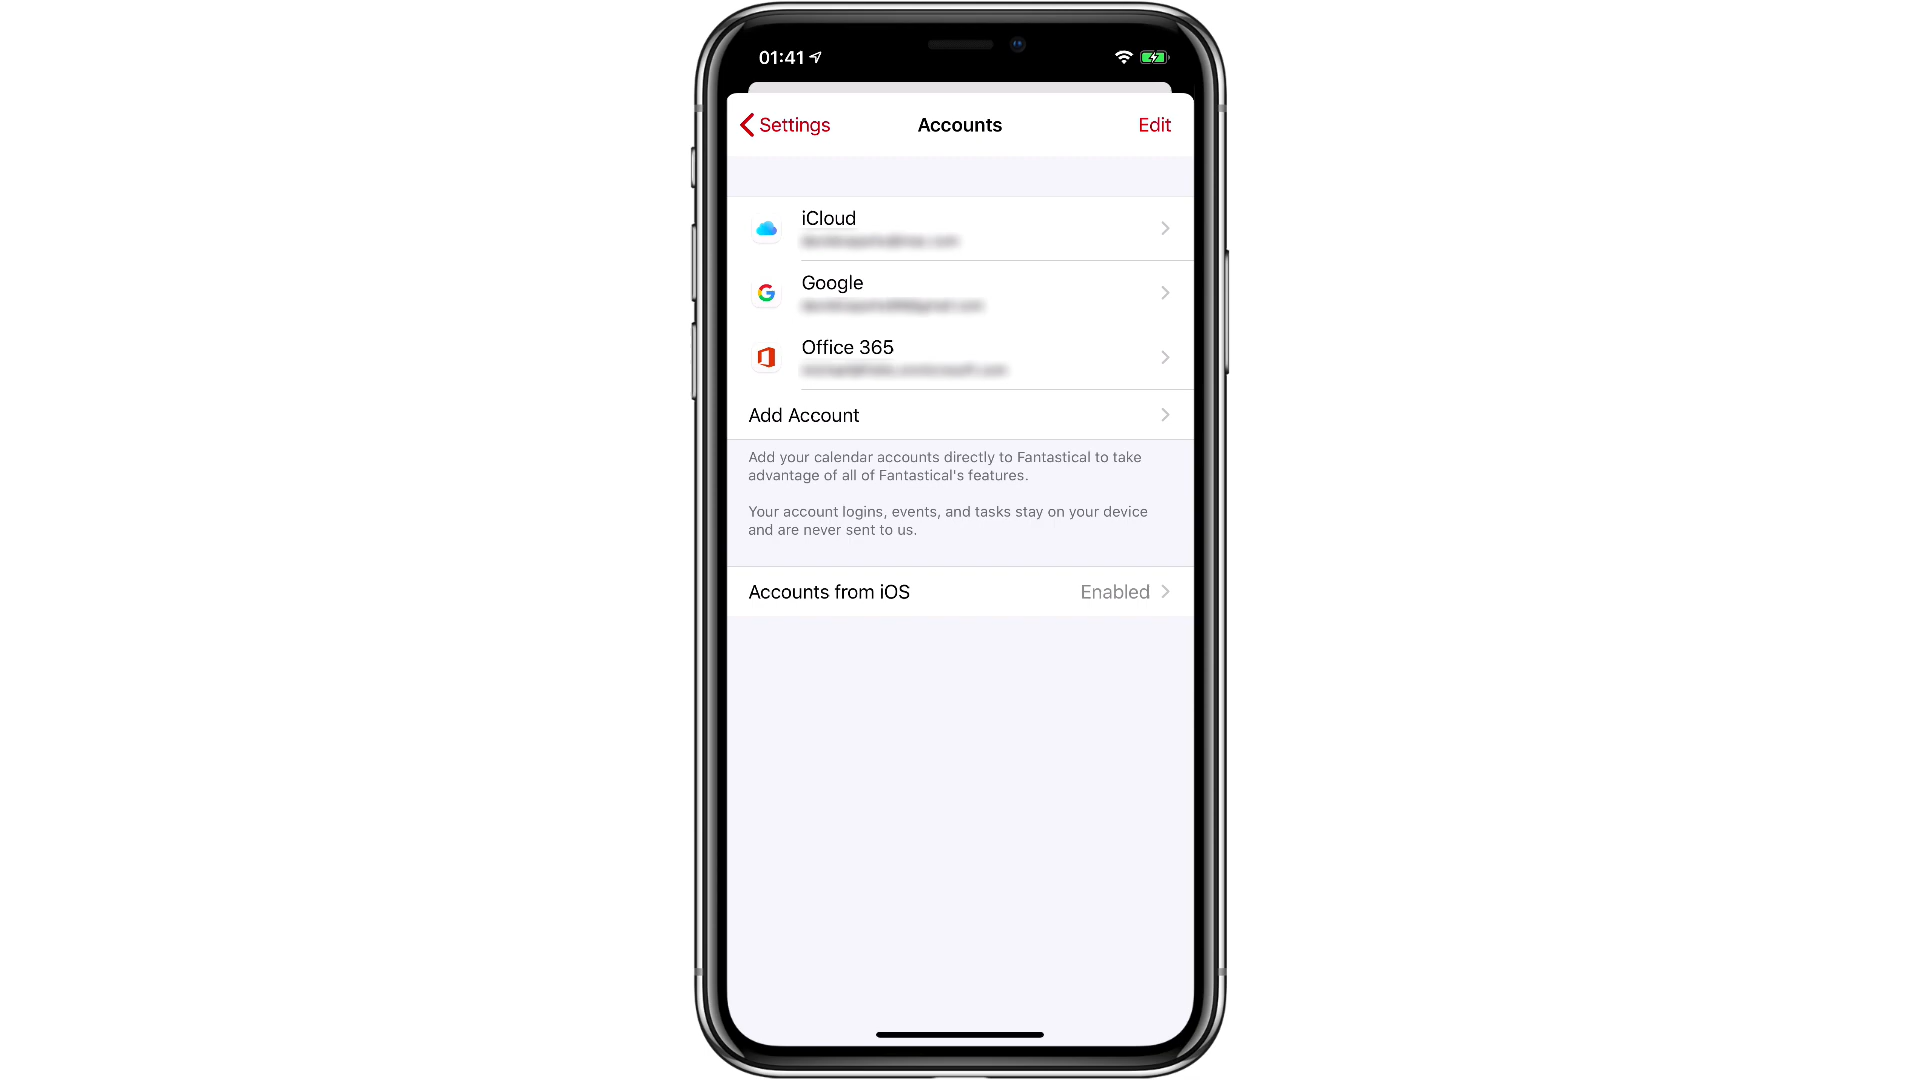 01:41
Settings
Accounts
Edit
iCloud
Google
Office 365
Add Account
Add your calendar accounts directly to Fantastical to take
advantage of all of Fantastical's features.
Your account logins, events, and tasks stay on your device
and are never sent to us.
Accounts from iOS
Enabled